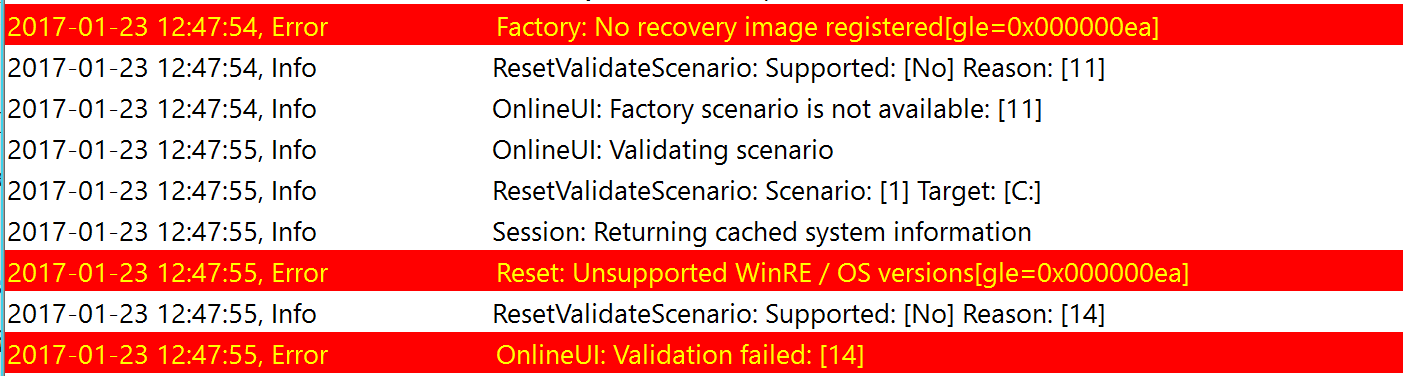 2017-01-23 12:47:54, Error Factory: No recovery image registered[gle=0x000000ea]
2017-01-23 12:47:54, Info ResetValidateScenario: Supported: [No] Reason: [11]
2017-01-23 12:47:54, Info OnlineUI: Factory scenario is not available: [11]
2017-01-23 12:47:55, Info OnlineUI: Validating scenario
2017-01-23 12:47:55, Info ResetValidateScenario: Scenario: [1] Target: [C:]
2017-01-23 12:47:55, Info Session: Returning cached system information
2017-01-23 12:47:55, Error Reset: Unsupported WinRE / OS versions[gle=0x000000ea]
2017-01-23 12:47:55, Info ResetValidateScenario: Supported: [No] Reason: [14]
2017-01-23 12:47:55, Error OnlineUI: Validation failed: [14]